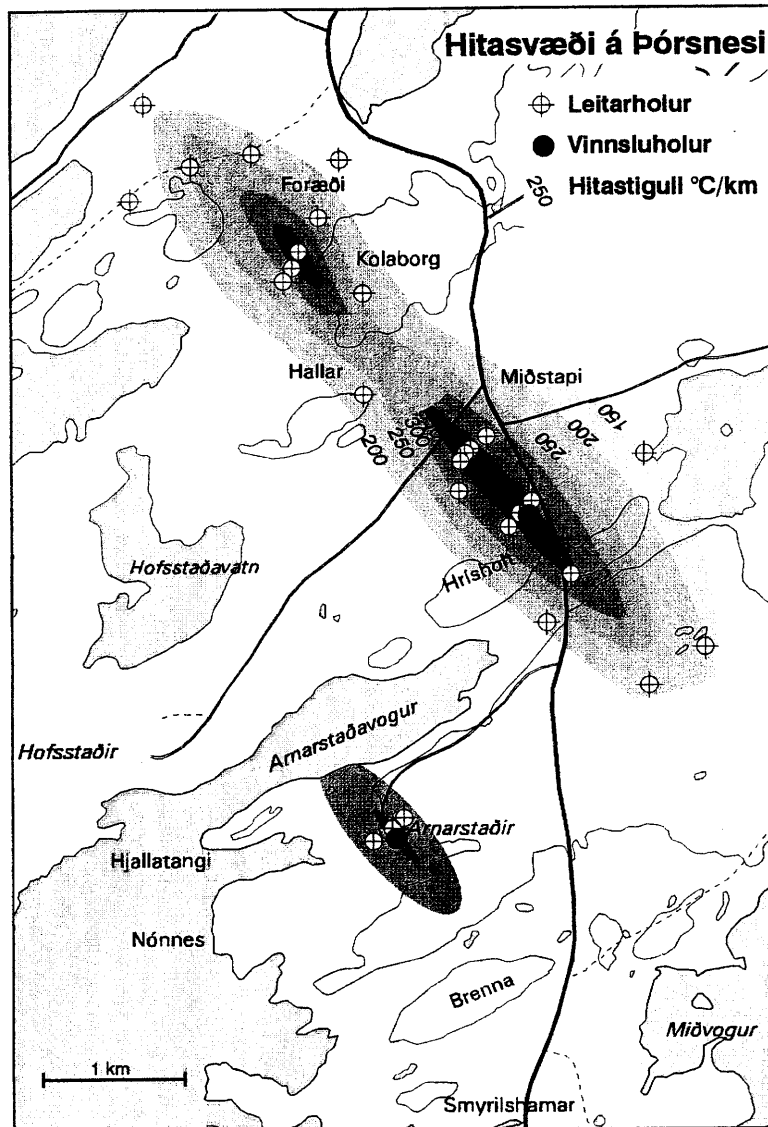 Hitasvæði á Þórsnesi
Leitarholur
Vinnsluholur
250
Hitastigull °C/km
Foræði
Kolaborg
Hallar
Miðstapi
200
250
300
250
200
150
Hofsstaðavatn
Hrísholt
Hofsstaðir
Arnarstaðavogur
Arnarstaðir
Hjallatangi
Nónnes
Brenna
Miðvogur
1 km
Smyrilshamar